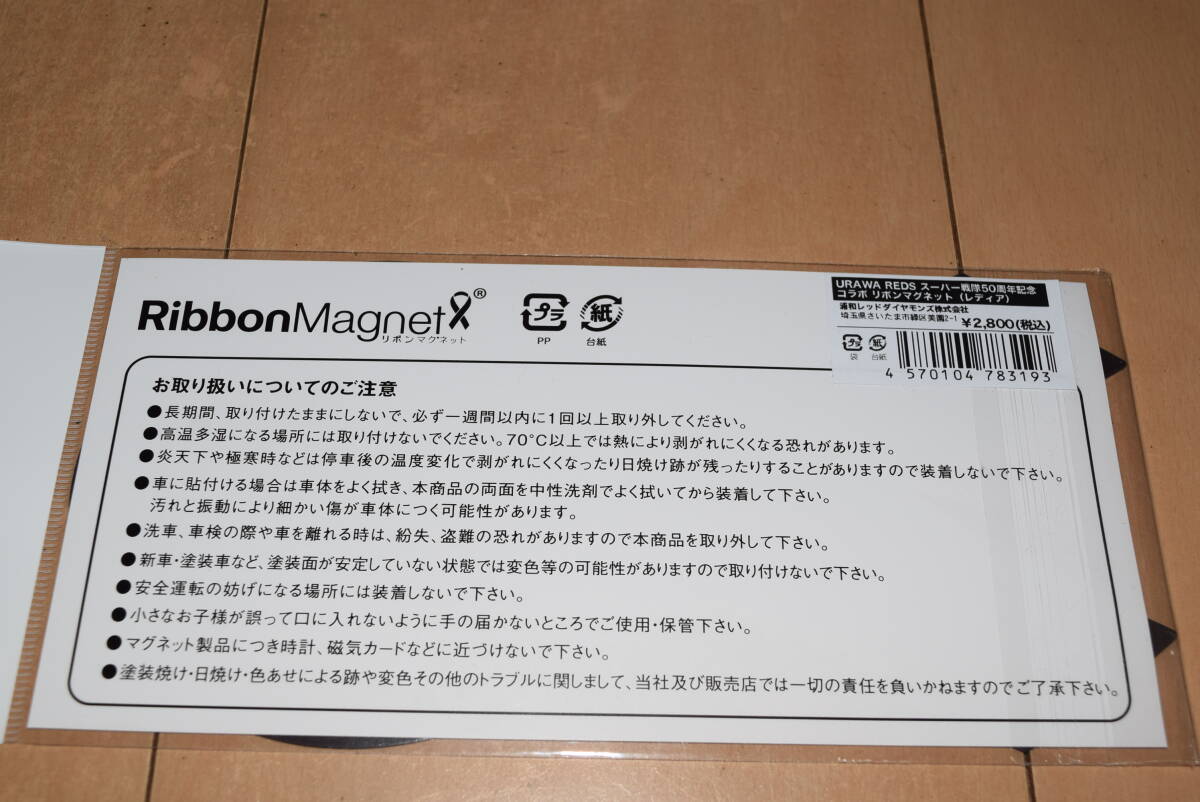 RibbonMagnet®
リボンマグネット
プラ
PP
紙
台紙
URAWA REDS スーパー戦隊50周年記念
コラボ リボンマグネット（レディア）
浦和レッドダイヤモンズ株式会社
埼玉県さいたま市緑区美園2-1
¥2,800(税込)
プラ
袋
紙
台紙
4 570104 783193
お取り扱いについてのご注意
●長期間、取り付けたままにしないで、必ず一週間以内に1回以上取り外してください。
●高温多湿になる場所には取り付けないでください。70°C以上では熱により剥がれにくくなる恐れがあります。
●炎天下や極寒時などは停車後の温度変化で剥がれにくくなったり日焼け跡が残ったりすることがありますので装着しないで下さい。
●車に貼付ける場合は車体をよく拭き、本商品の両面を中性洗剤でよく拭いてから装着して下さい。
汚れと振動により細かい傷が車体につく可能性があります。
●洗車、車検の際や車を離れる時は、紛失、盗難の恐れがありますので本商品を取り外して下さい。
●新車・塗装車など、塗装面が安定していない状態では変色等の可能性がありますので取り付けないで下さい。
●安全運転の妨げになる場所には装着しないで下さい。
●小さなお子様が誤って口に入れないように手の届かないところでご使用・保管下さい。
●マグネット製品につき時計、磁気カードなどに近づけないで下さい。
●塗装焼け・日焼け・色あせによる跡や変色その他のトラブルに関しまして、当社及び販売店では一切の責任を負いかねますのでご了承下さい。